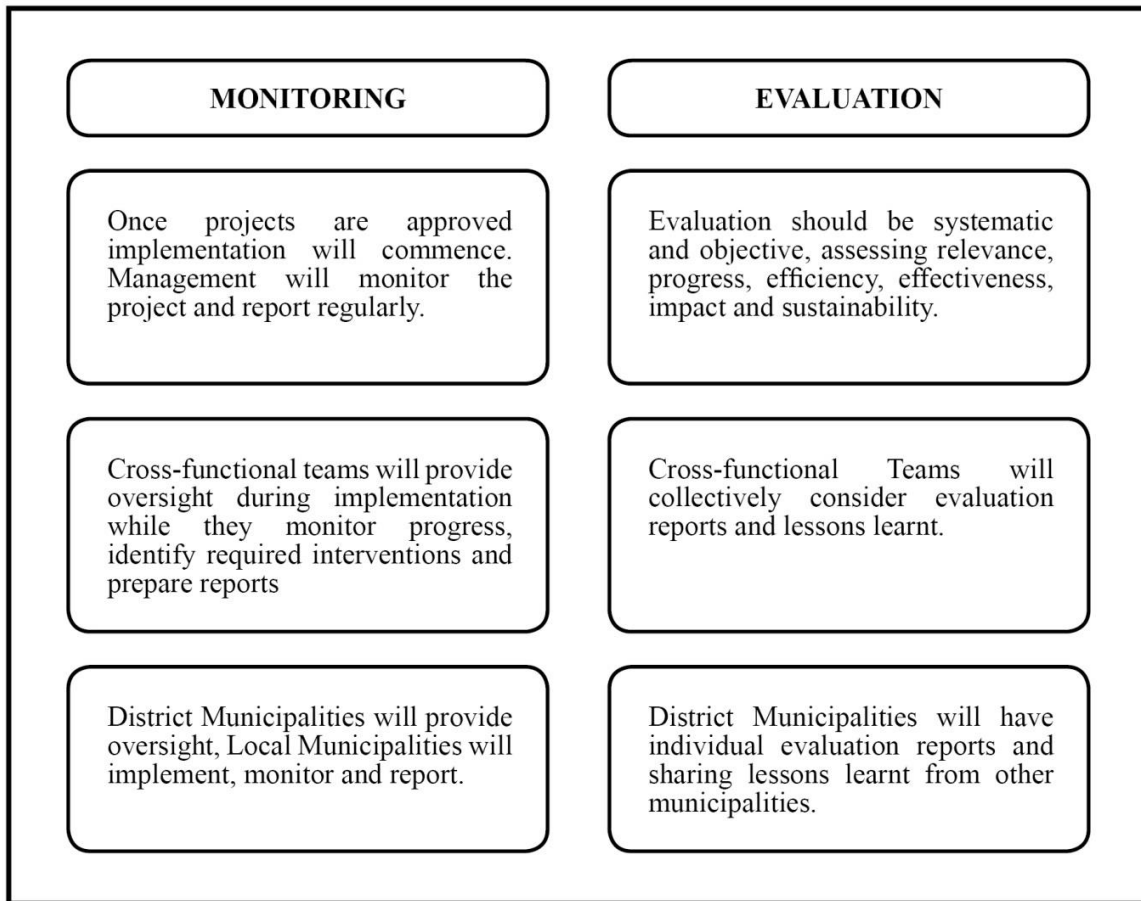 MONITORING
Once projects are approved
implementation will commence.
Management will monitor the
project and report regularly.
Cross-functional teams will provide
oversight during implementation
while they monitor progress,
identify required interventions and
prepare reports
District Municipalities will provide
oversight, Local Municipalities will
implement, monitor and report.
EVALUATION
Evaluation should be systematic
and objective, assessing relevance,
progress, efficiency, effectiveness,
impact and sustainability.
Cross-functional Teams will
collectively consider evaluation
reports and lessons learnt.
District Municipalities will have
individual evaluation reports and
sharing lessons learnt from other
municipalities.